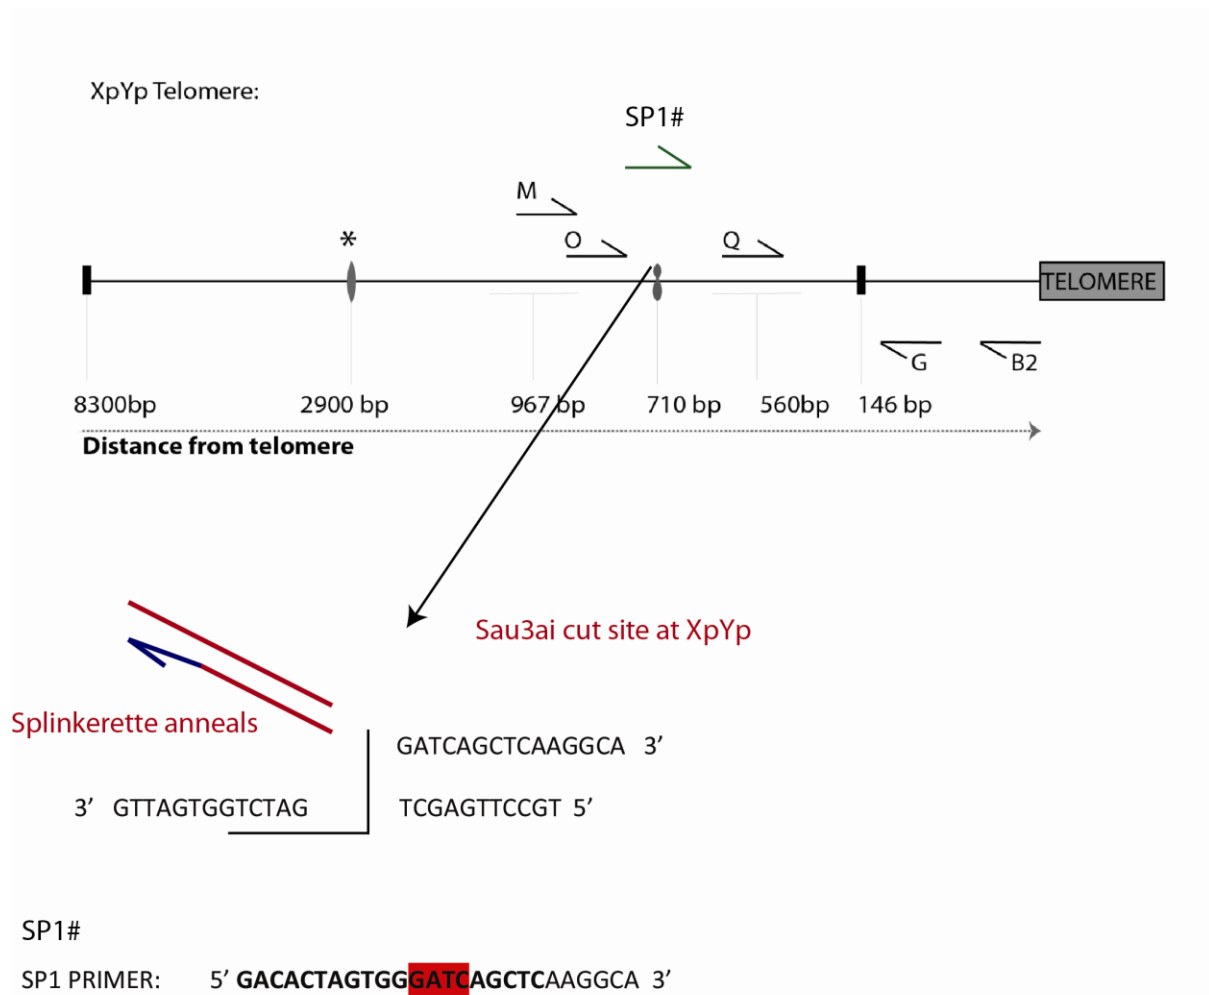 XpYp Telomere:
SP1#
M
*
O
Q
TELOMERE
G
B2
8300bp
2900 bp
967 bp
710 bp
560bp
146 bp
Distance from telomere
Sau3ai cut site at XpYp
Splinkerette anneals
GATCAGCTCAAGGCA 3’
3’ GTTAGTGGTCTAG
TCGAGTTCCGT 5’
SP1#
SP1 PRIMER: 5’ GACACTAGTGGGATCAGCTCAAGGCA 3’